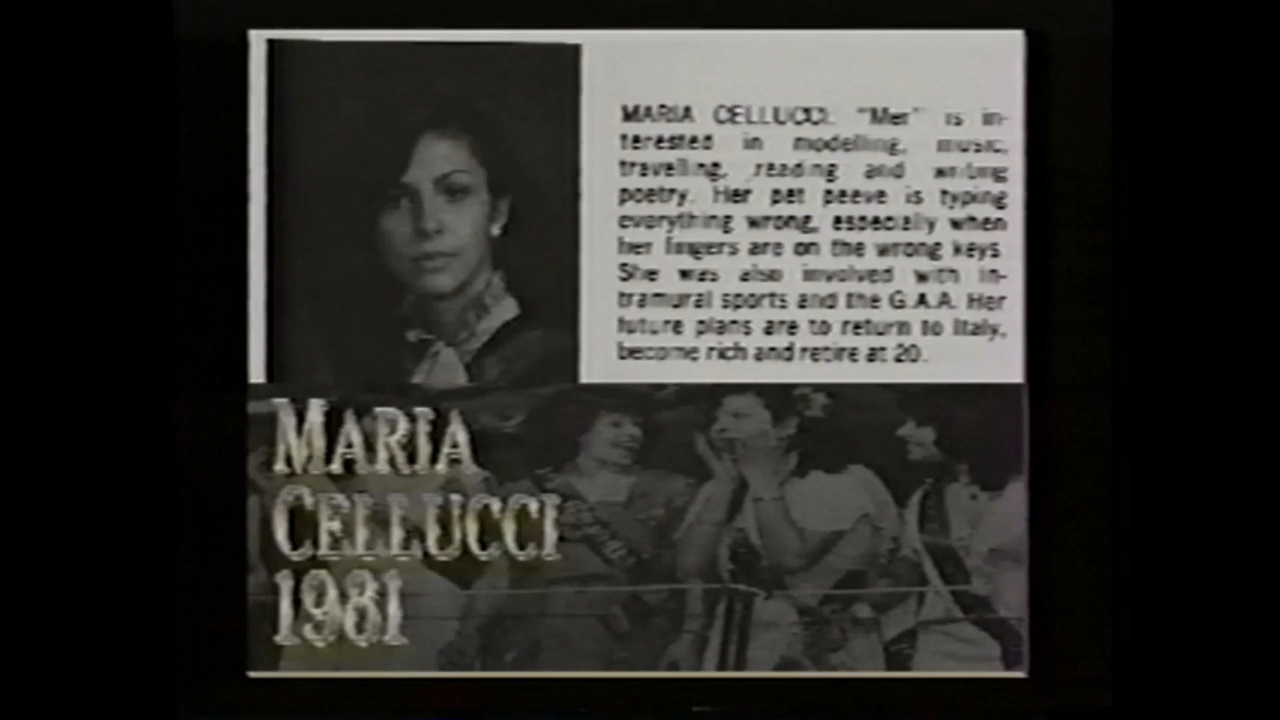 MARIA CELLUCCI: "Mer" is in-
terested in modelling, music,
travelling, reading and writing
poetry. Her pet peeve is typing
everything wrong, especially when
her fingers are on the wrong keys.
She was also involved with in-
tramural sports and the G.A.A. Her
future plans are to return to Italy,
become rich and retire at 20.
MARIA
CELLUCCI
1981